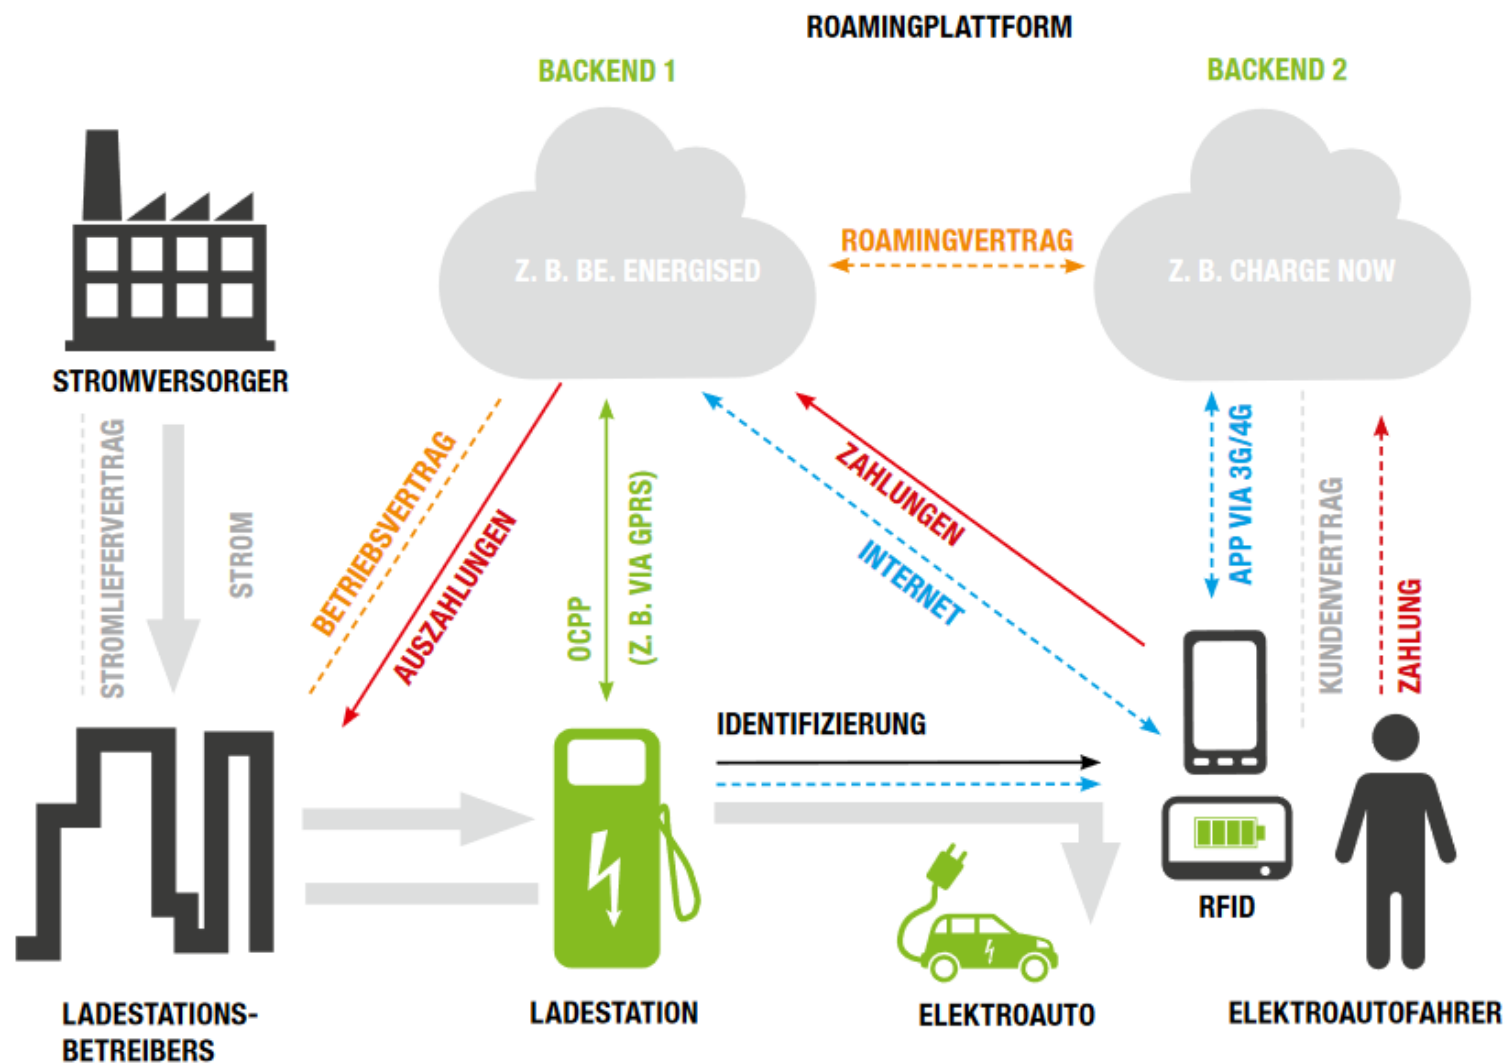 ROAMINGPLATTFORM
BACKEND 1
BACKEND 2
Z. B. BE. ENERGISED
ROAMINGVERTRAG
Z. B. CHARGE NOW
STROMVERSORGER
STROMLIEFERVERTRAG
STROM
BETRIEBSVERTRAG
AUSZAHLUNGEN
OCPP
(Z. B. VIA GPRS)
ZAHLUNGEN
INTERNET
APP VIA 3G/4G
KUNDENVERTRAG
ZAHLUNG
IDENTIFIZIERUNG
RFID
LADESTATIONS-
BETREIBERS
LADESTATION
ELEKTROAUTO
ELEKTROAUTOFAHRER